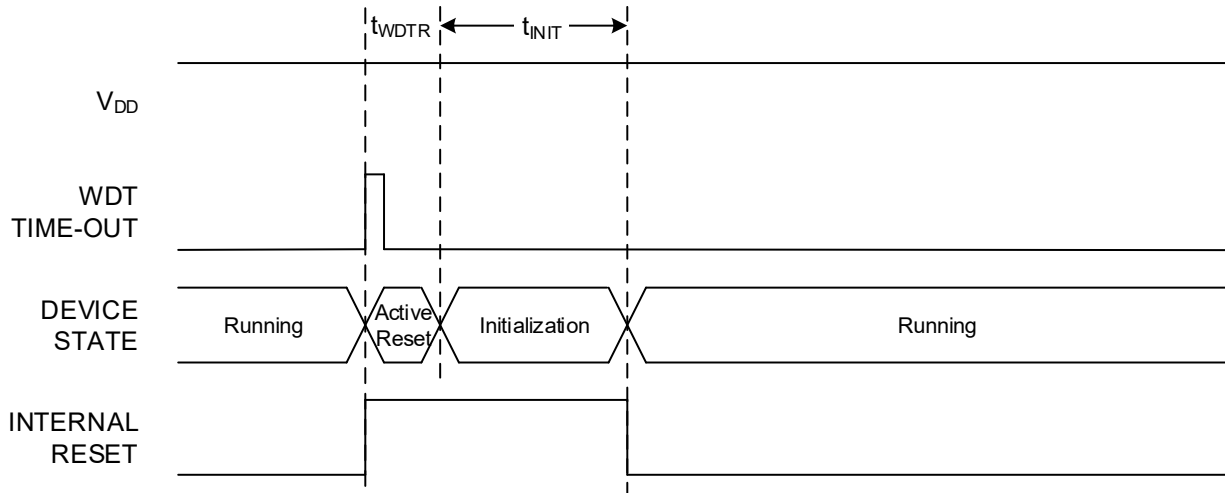 tWDTR
tINIT
VDD
WDT
TIME-OUT
DEVICE
STATE
Running
Active
Reset
Initialization
Running
INTERNAL
RESET